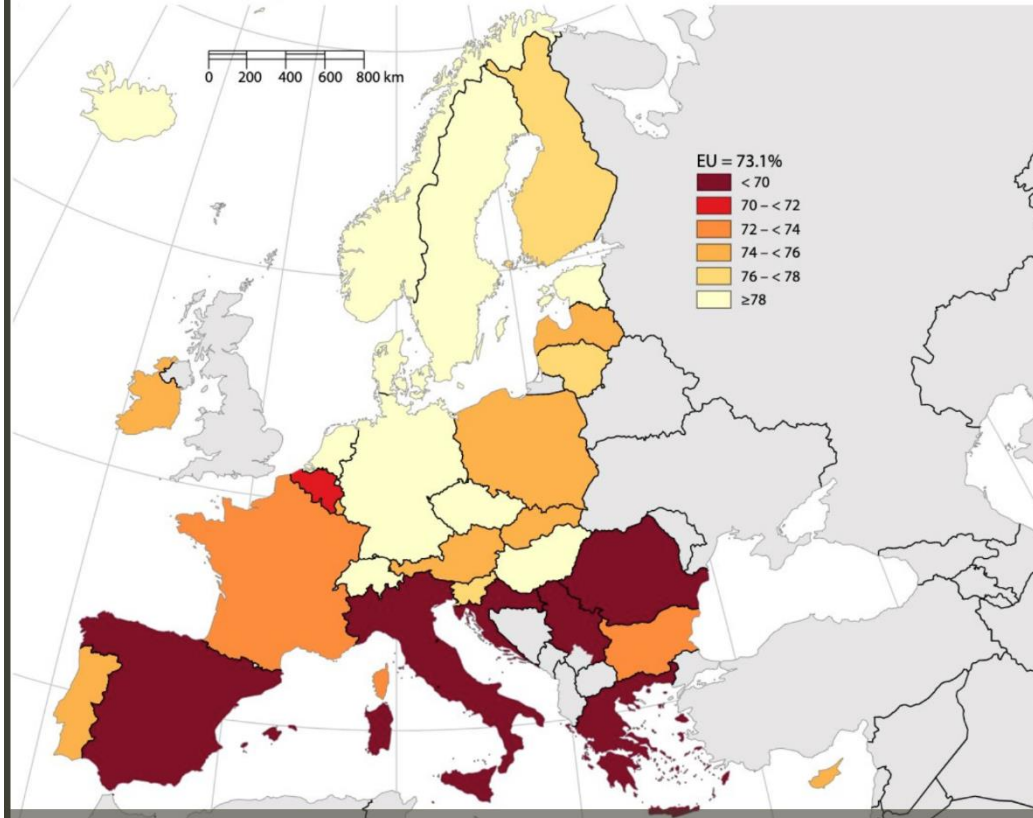 0 200 400 600 800 km
EU = 73.1%
< 70
70 – < 72
72 – < 74
74 – < 76
76 – < 78
≥78